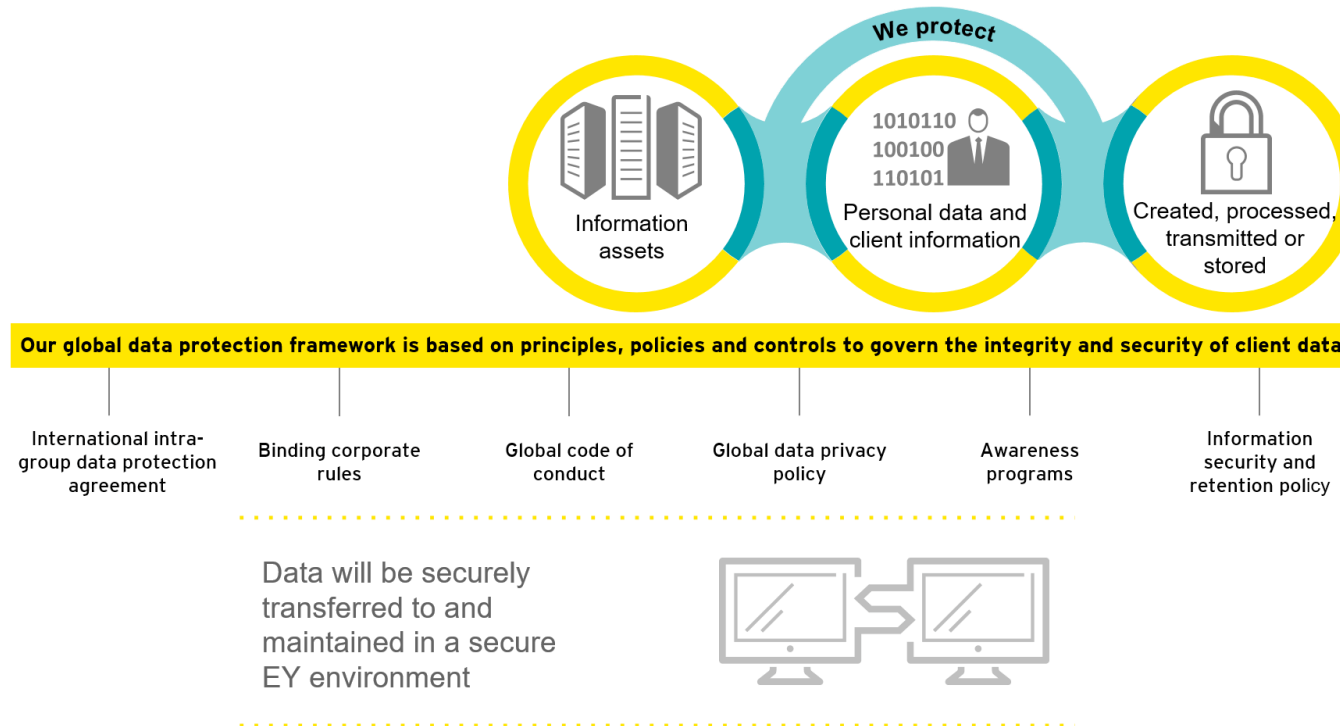 We protect
1010110
100100
110101
Information
assets
Personal data and
client information
Created, processed,
transmitted or
stored
Our global data protection framework is based on principles, policies and controls to govern the integrity and security of client data
International intra-
group data protection
agreement
Binding corporate
rules
Global code of
conduct
Global data privacy
policy
Awareness
programs
Information
security and
retention policy
Data will be securely
transferred to and
maintained in a secure
EY environment